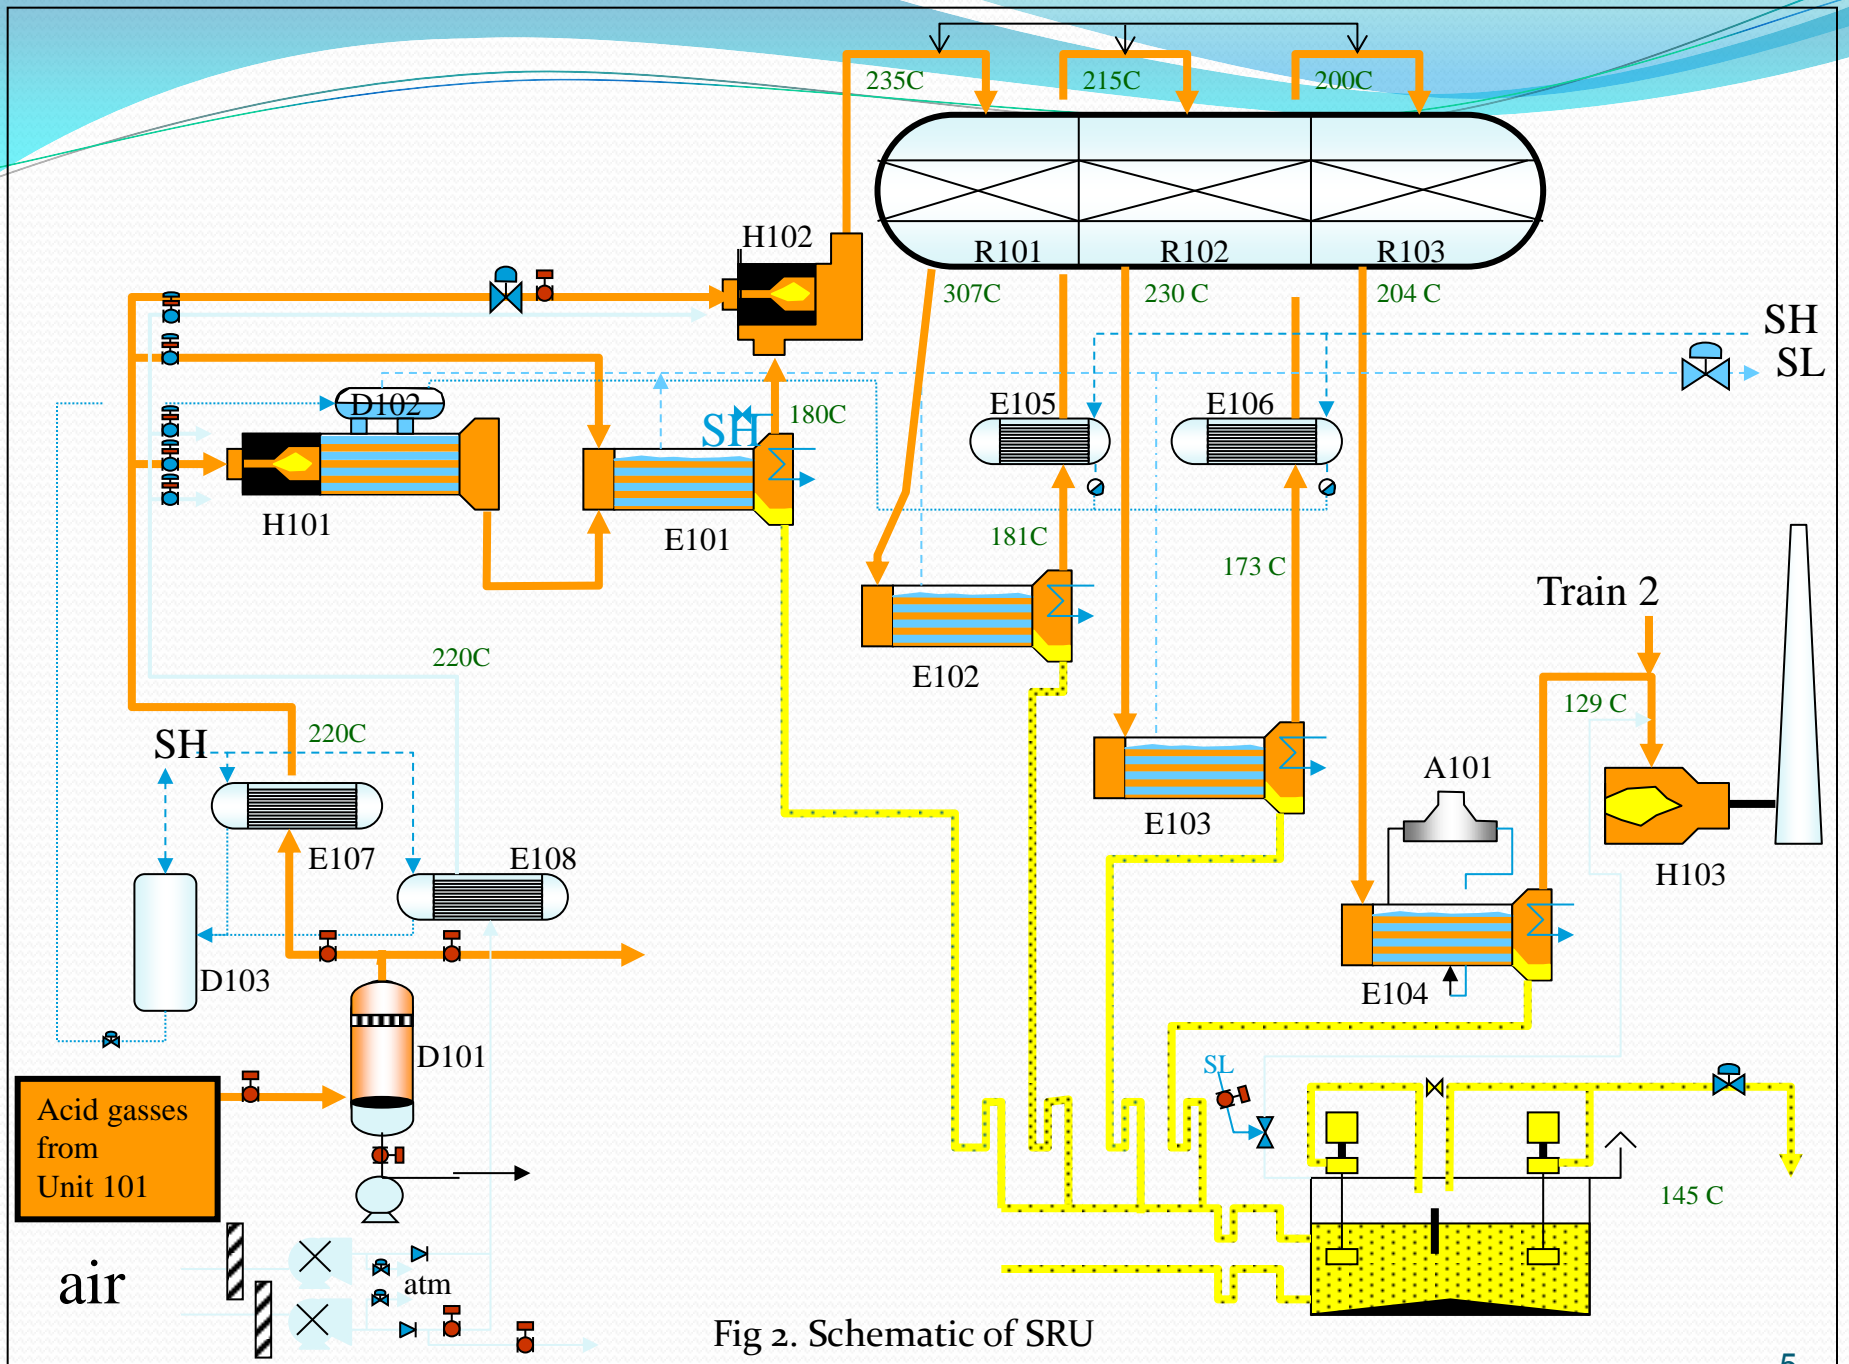 235C
215C
200C
H102
R101
R102
R103
307C
230 C
204 C
SH
SL
D102
180C
SH
E105
E106
H101
E101
181C
173 C
Train 2
E102
220C
129 C
220C
SH
A101
E103
E107
E108
H103
D103
E104
D101
SL
Acid gasses
from
Unit 101
145 C
air
atm
Fig 2. Schematic of SRU
5